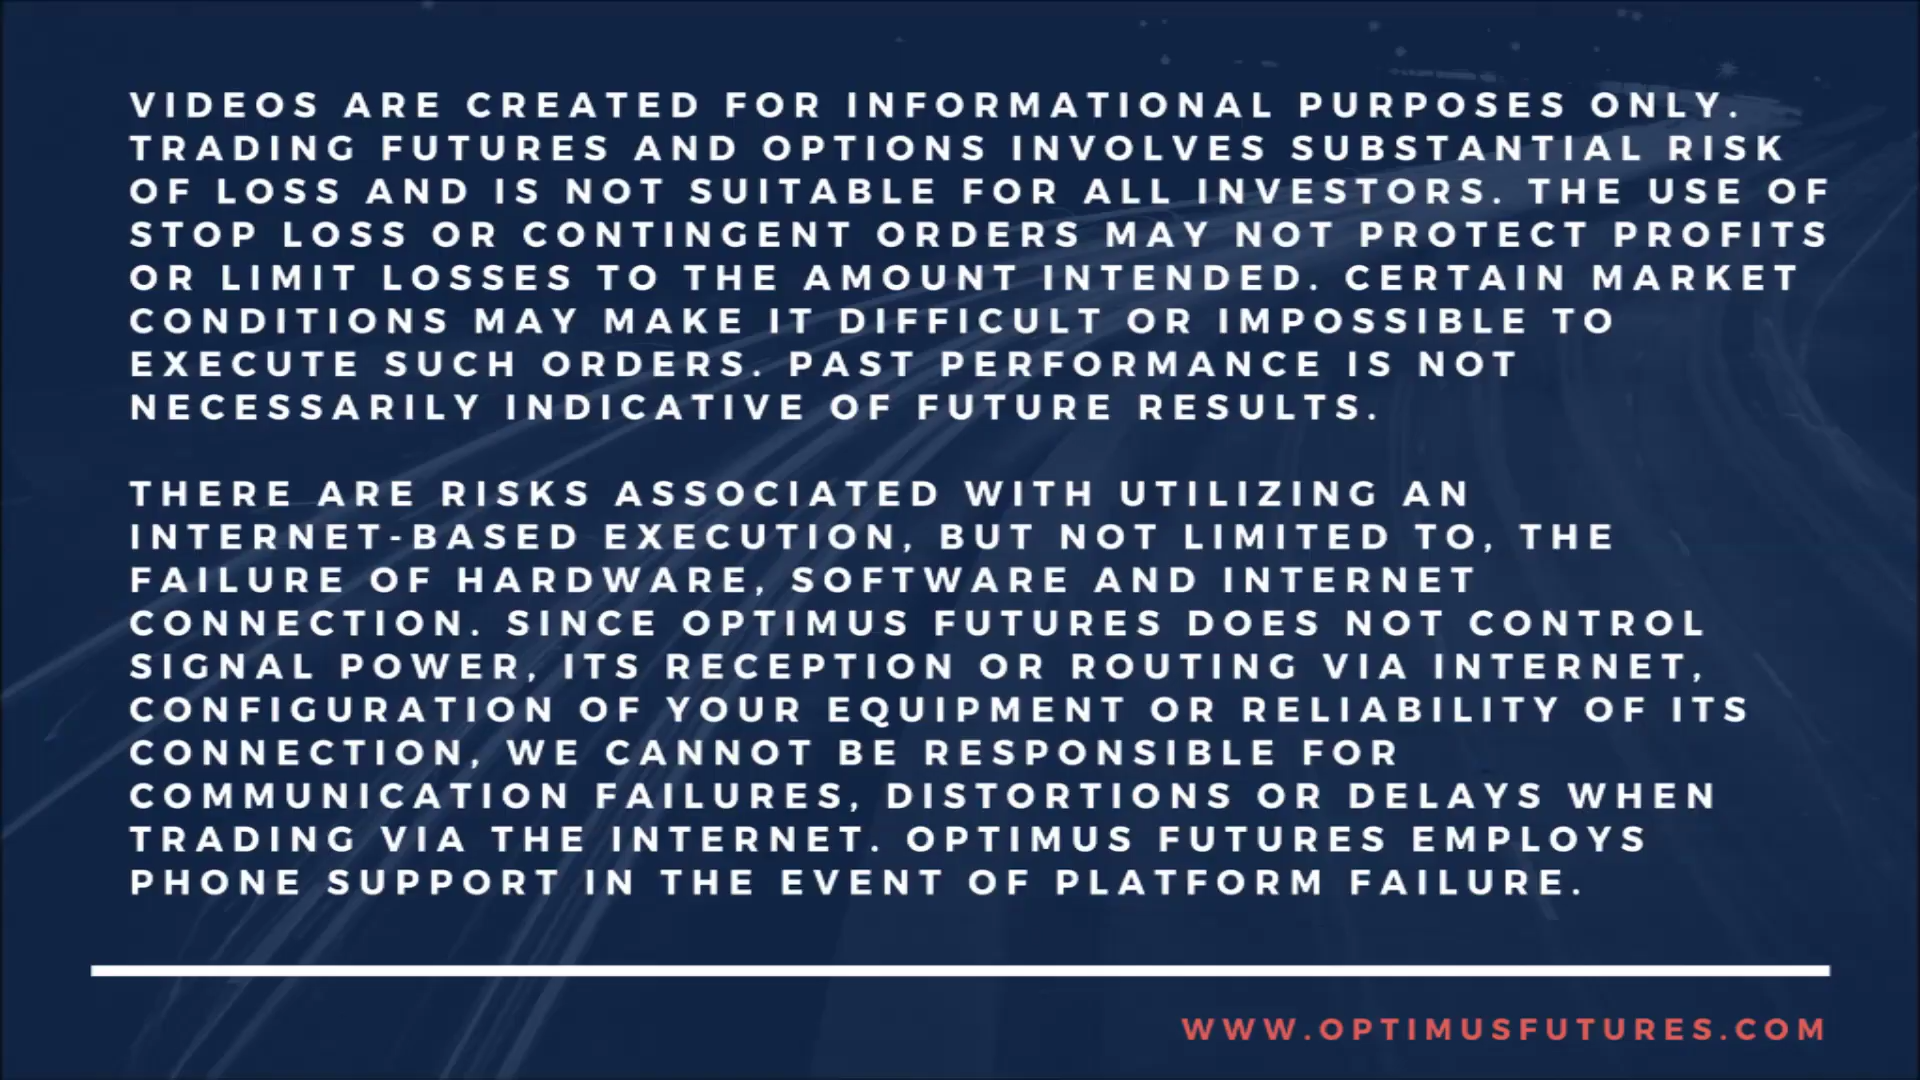 VIDEOS ARE CREATED FOR INFORMATIONAL PURPOSES ONLY.
TRADING FUTURES AND OPTIONS INVOLVES SUBSTANTIAL RISK
OF LOSS AND IS NOT SUITABLE FOR ALL INVESTORS. THE USE OF
STOP LOSS OR CONTINGENT ORDERS MAY NOT PROTECT PROFITS
OR LIMIT LOSSES TO THE AMOUNT INTENDED. CERTAIN MARKET
CONDITIONS MAY MAKE IT DIFFICULT OR IMPOSSIBLE TO
EXECUTE SUCH ORDERS. PAST PERFORMANCE IS NOT
NECESSARILY INDICATIVE OF FUTURE RESULTS.
THERE ARE RISKS ASSOCIATED WITH UTILIZING AN
INTERNET-BASED EXECUTION, BUT NOT LIMITED TO, THE
FAILURE OF HARDWARE, SOFTWARE AND INTERNET
CONNECTION. SINCE OPTIMUS FUTURES DOES NOT CONTROL
SIGNAL POWER, ITS RECEPTION OR ROUTING VIA INTERNET,
CONFIGURATION OF YOUR EQUIPMENT OR RELIABILITY OF ITS
CONNECTION, WE CANNOT BE RESPONSIBLE FOR
COMMUNICATION FAILURES, DISTORTIONS OR DELAYS WHEN
TRADING VIA THE INTERNET. OPTIMUS FUTURES EMPLOYS
PHONE SUPPORT IN THE EVENT OF PLATFORM FAILURE.
WWW.OPTIMUSFUTURES.COM